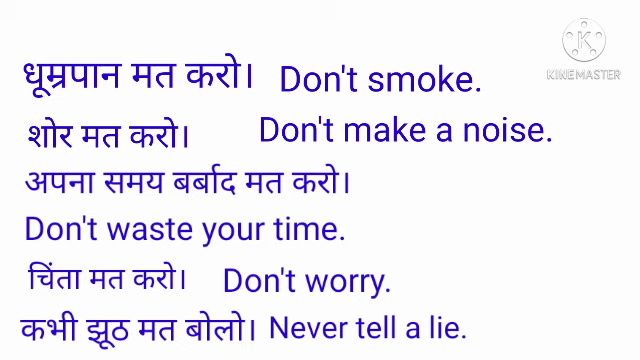 KINEMASTER
धूम्रपान मत करो। Don't smoke.
शोर मत करो। Don't make a noise.
अपना समय बर्बाद मत करो।
Don't waste your time.
चिंता मत करो। Don't worry.
कभी झूठ मत बोलो। Never tell a lie.